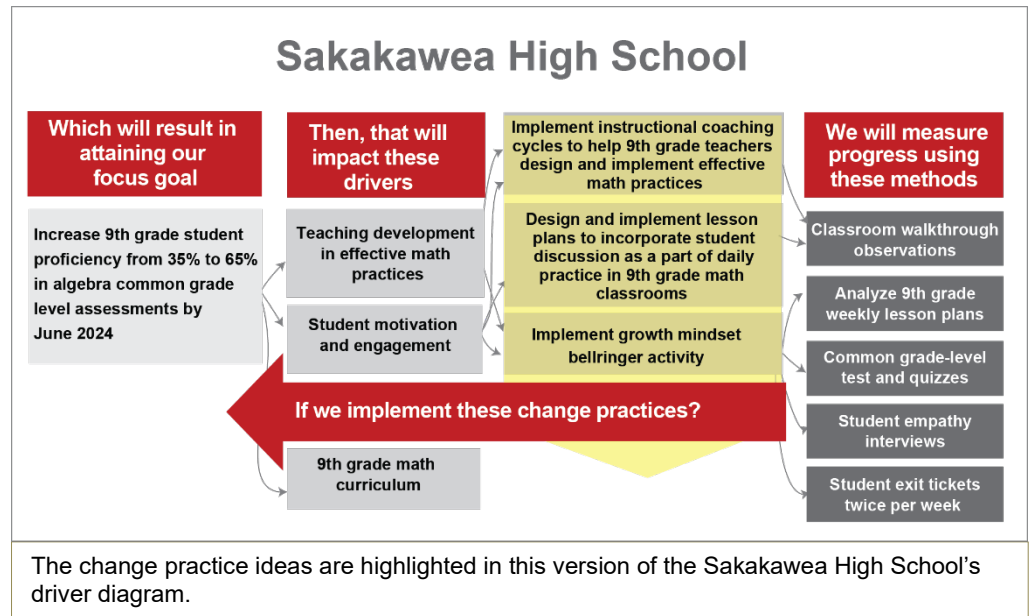 Sakakawea High School
Which will result in
attaining our
focus goal
Increase 9th grade student
proficiency from 35% to 65%
in algebra common grade
level assessments by
June 2024
Then, that will
impact these
drivers
Teaching development
in effective math
practices
Student motivation
and engagement
9th grade math
curriculum
Implement instructional coaching
cycles to help 9th grade teachers
design and implement effective
math practices
Design and implement lesson
plans to incorporate student
discussion as a part of daily
practice in 9th grade math
classrooms
Implement growth mindset
bellringer activity
If we implement these change practices?
We will measure
progress using
these methods
Classroom walkthrough
observations
Analyze 9th grade
weekly lesson plans
Common grade-level
test and quizzes
Student empathy
interviews
Student exit tickets
twice per week
The change practice ideas are highlighted in this version of the Sakakawea High School’s
driver diagram.